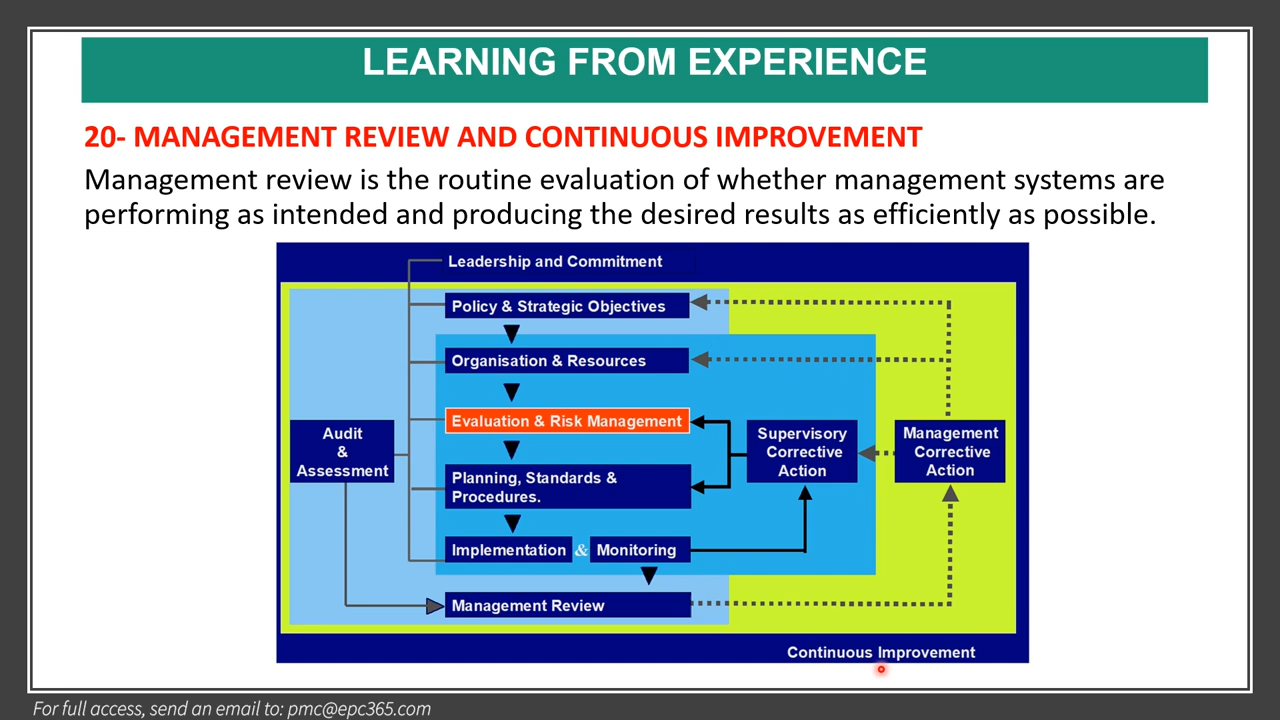 LEARNING FROM EXPERIENCE
20- MANAGEMENT REVIEW AND CONTINUOUS IMPROVEMENT
Management review is the routine evaluation of whether management systems are
performing as intended and producing the desired results as efficiently as possible.
Leadership and Commitment
Policy & Strategic Objectives
Organisation & Resources
Evaluation & Risk Management
Audit
&
Assessment
Supervisory
Corrective
Action
Management
Corrective
Action
Planning, Standards &
Procedures.
Implementation & Monitoring
Management Review
Continuous Improvement
For full access, send an email to: pmc@epc365.com